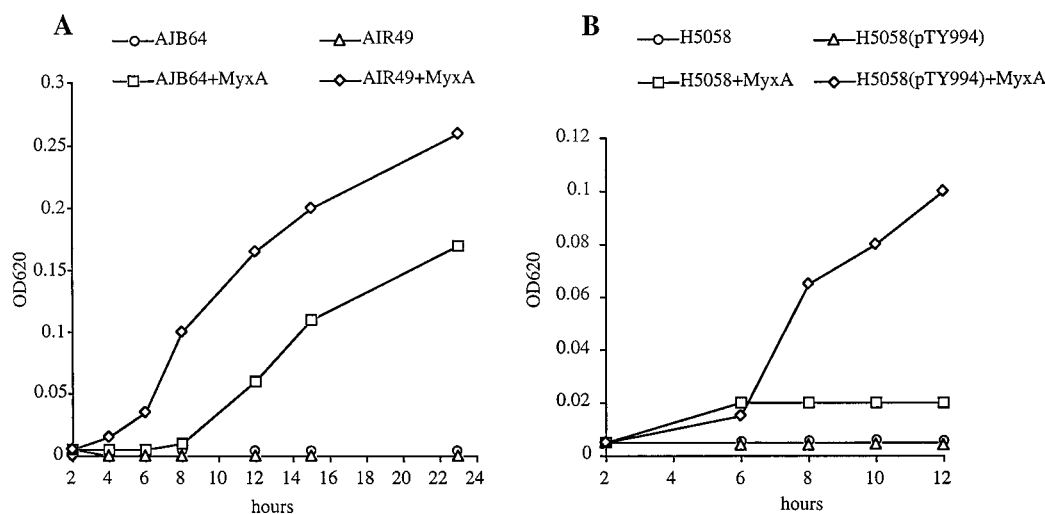 A
AJB64
AIR49
AJB64+MyxA
AIR49+MyxA
0.3
0.25
0.2
0.15
0.1
0.05
0
OD620
2 4 6 8 10 12 14 16 18 20 22 24
hours
B
H5058
H5058(pTY994)
H5058+MyxA
H5058(pTY994)+MyxA
0.12
0.1
0.08
0.06
0.04
0.02
0
OD620
2 4 6 8 10 12
hours